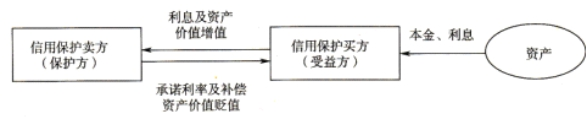 利息及资产
价值增值
信用保护卖方
（保护方）
信用保护买方
（受益方）
本金、利息
资产
承诺利率及补偿
资产价值贬值